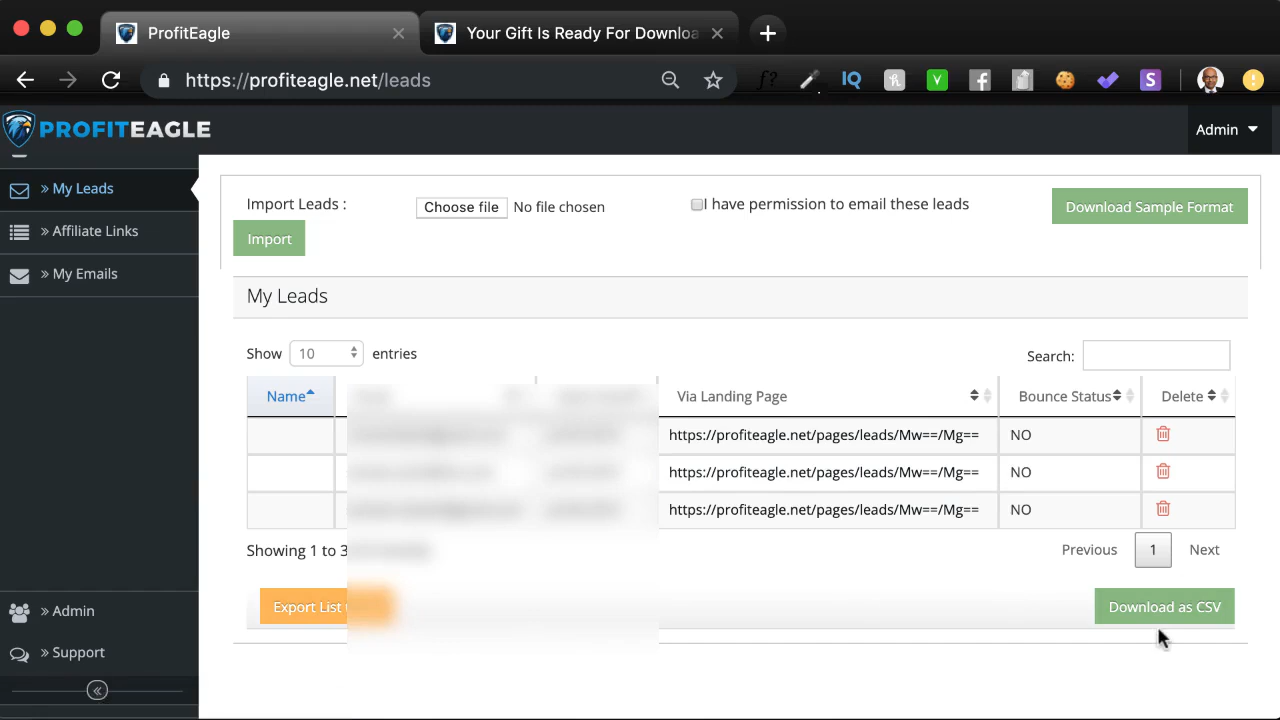 ProfitEagle
Your Gift Is Ready For Downloa
https://profiteagle.net/leads
PROFITEAGLE
Admin
» My Leads
» Affiliate Links
» My Emails
» Admin
» Support
Import Leads :
Choose file No file chosen
I have permission to email these leads
Download Sample Format
Import
My Leads
Show 10 entries
Search:
Name Via Landing Page Bounce Status Delete
https://profiteagle.net/pages/leads/Mw==/Mg== NO
https://profiteagle.net/pages/leads/Mw==/Mg== NO
https://profiteagle.net/pages/leads/Mw==/Mg== NO
Showing 1 to 3
Previous 1 Next
Export List
Download as CSV